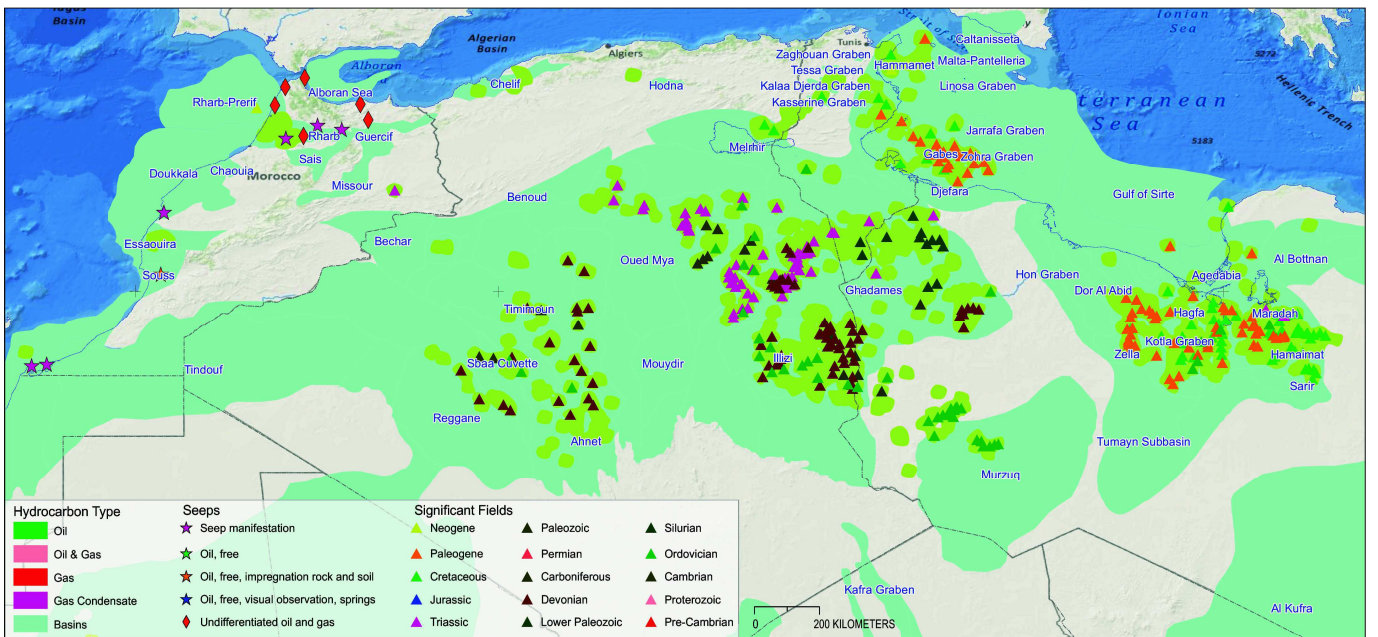 Tagus
Basin
Algerian
Basin
Algiers
Tunis
Strait of
Ionian
Sea
5273
Hellenic Trench
terranean
Sea
5183
Alboran
Caltanisseta
Zaghouan Graben
Hammamet
Malta-Pantelleria
Tessa Graben
Kalaa Djerda Graben
Linosa Graben
Kasserine Graben
Chelif
Hodna
Alboran Sea
Rharb-Prerif
Rharb
Guercif
Sais
Jarrafa Graben
Melrhir
Gabes
Zohra Graben
Doukkala
Chaouia
Morocco
Missour
Djefara
Benoud
Gulf of Sirte
Essaouira
Bechar
Souss
Oued Mya
Hon Graben
Agedabia
Al Bottnan
Ghadames
Dor Al Abid
Timimoun
Hagfa
Maradah
Kotla Graben
Zella
Hamaimat
Sbaa Cuvette
Mouydir
Illizi
Tindouf
Sarir
Reggane
Ahnet
Tumayn Subbasin
Murzuq
Kafra Graben
Al Kufra
Hydrocarbon Type
Oil
Oil & Gas
Gas
Gas Condensate
Basins
Seeps
Seep manifestation
Oil, free
Oil, free, impregnation rock and soil
Oil, free, visual observation, springs
Undifferentiated oil and gas
Significant Fields
Neogene
Paleogene
Cretaceous
Jurassic
Triassic
Paleozoic
Permian
Carboniferous
Devonian
Lower Paleozoic
Silurian
Ordovician
Cambrian
Proterozoic
Pre-Cambrian
0 200 KILOMETERS